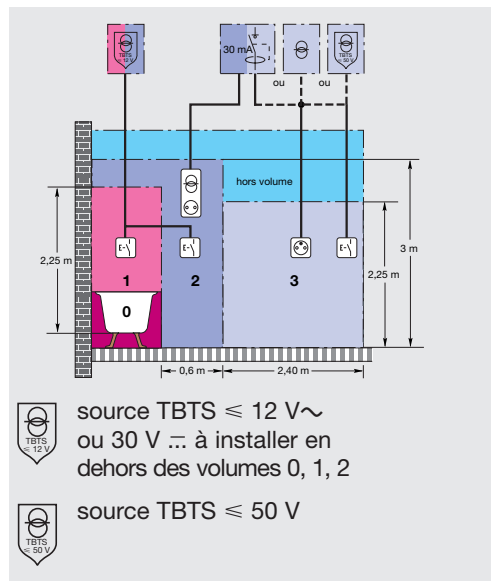 TBTS
≤ 12 V
30 mA
TBTS
≤ 50 V
ou
ou
hors volume
2,25 m
1
2
3
0
2,25 m
3 m
0,6 m
2,40 m
TBTS
≤ 12 V
source TBTS ≤ 12 V~
ou 30 V ⎓ à installer en
dehors des volumes 0, 1, 2
TBTS
≤ 50 V
source TBTS ≤ 50 V